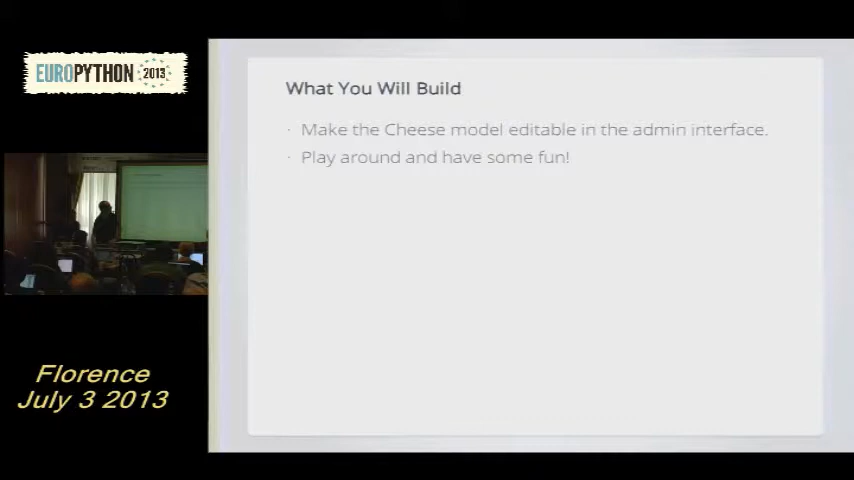 EUROPYTHON 2013
What You Will Build
· Make the Cheese model editable in the admin interface.
· Play around and have some fun!
Florence
July 3 2013